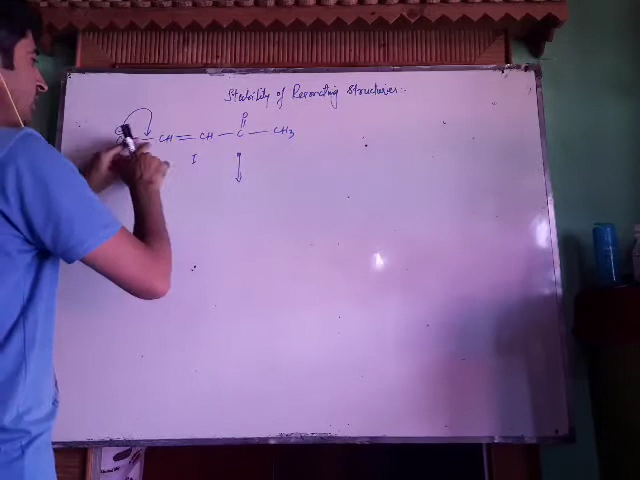 Stability of Resonating Structures:-
O
CH = CH — C — CH3
I